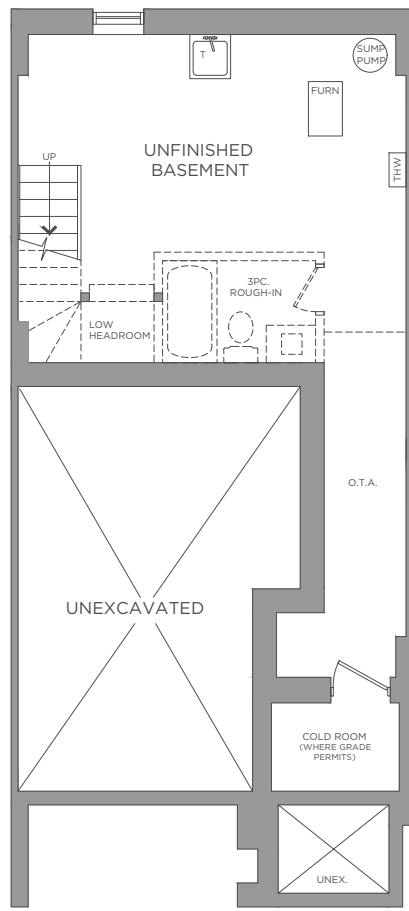 SUMP
PUMP
T
FURN
UNFINISHED
BASEMENT
UP
THW
3PC.
ROUGH-IN
LOW
HEADROOM
O.T.A.
UNEXCAVATED
COLD ROOM
(WHERE GRADE
PERMITS)
UNEX.